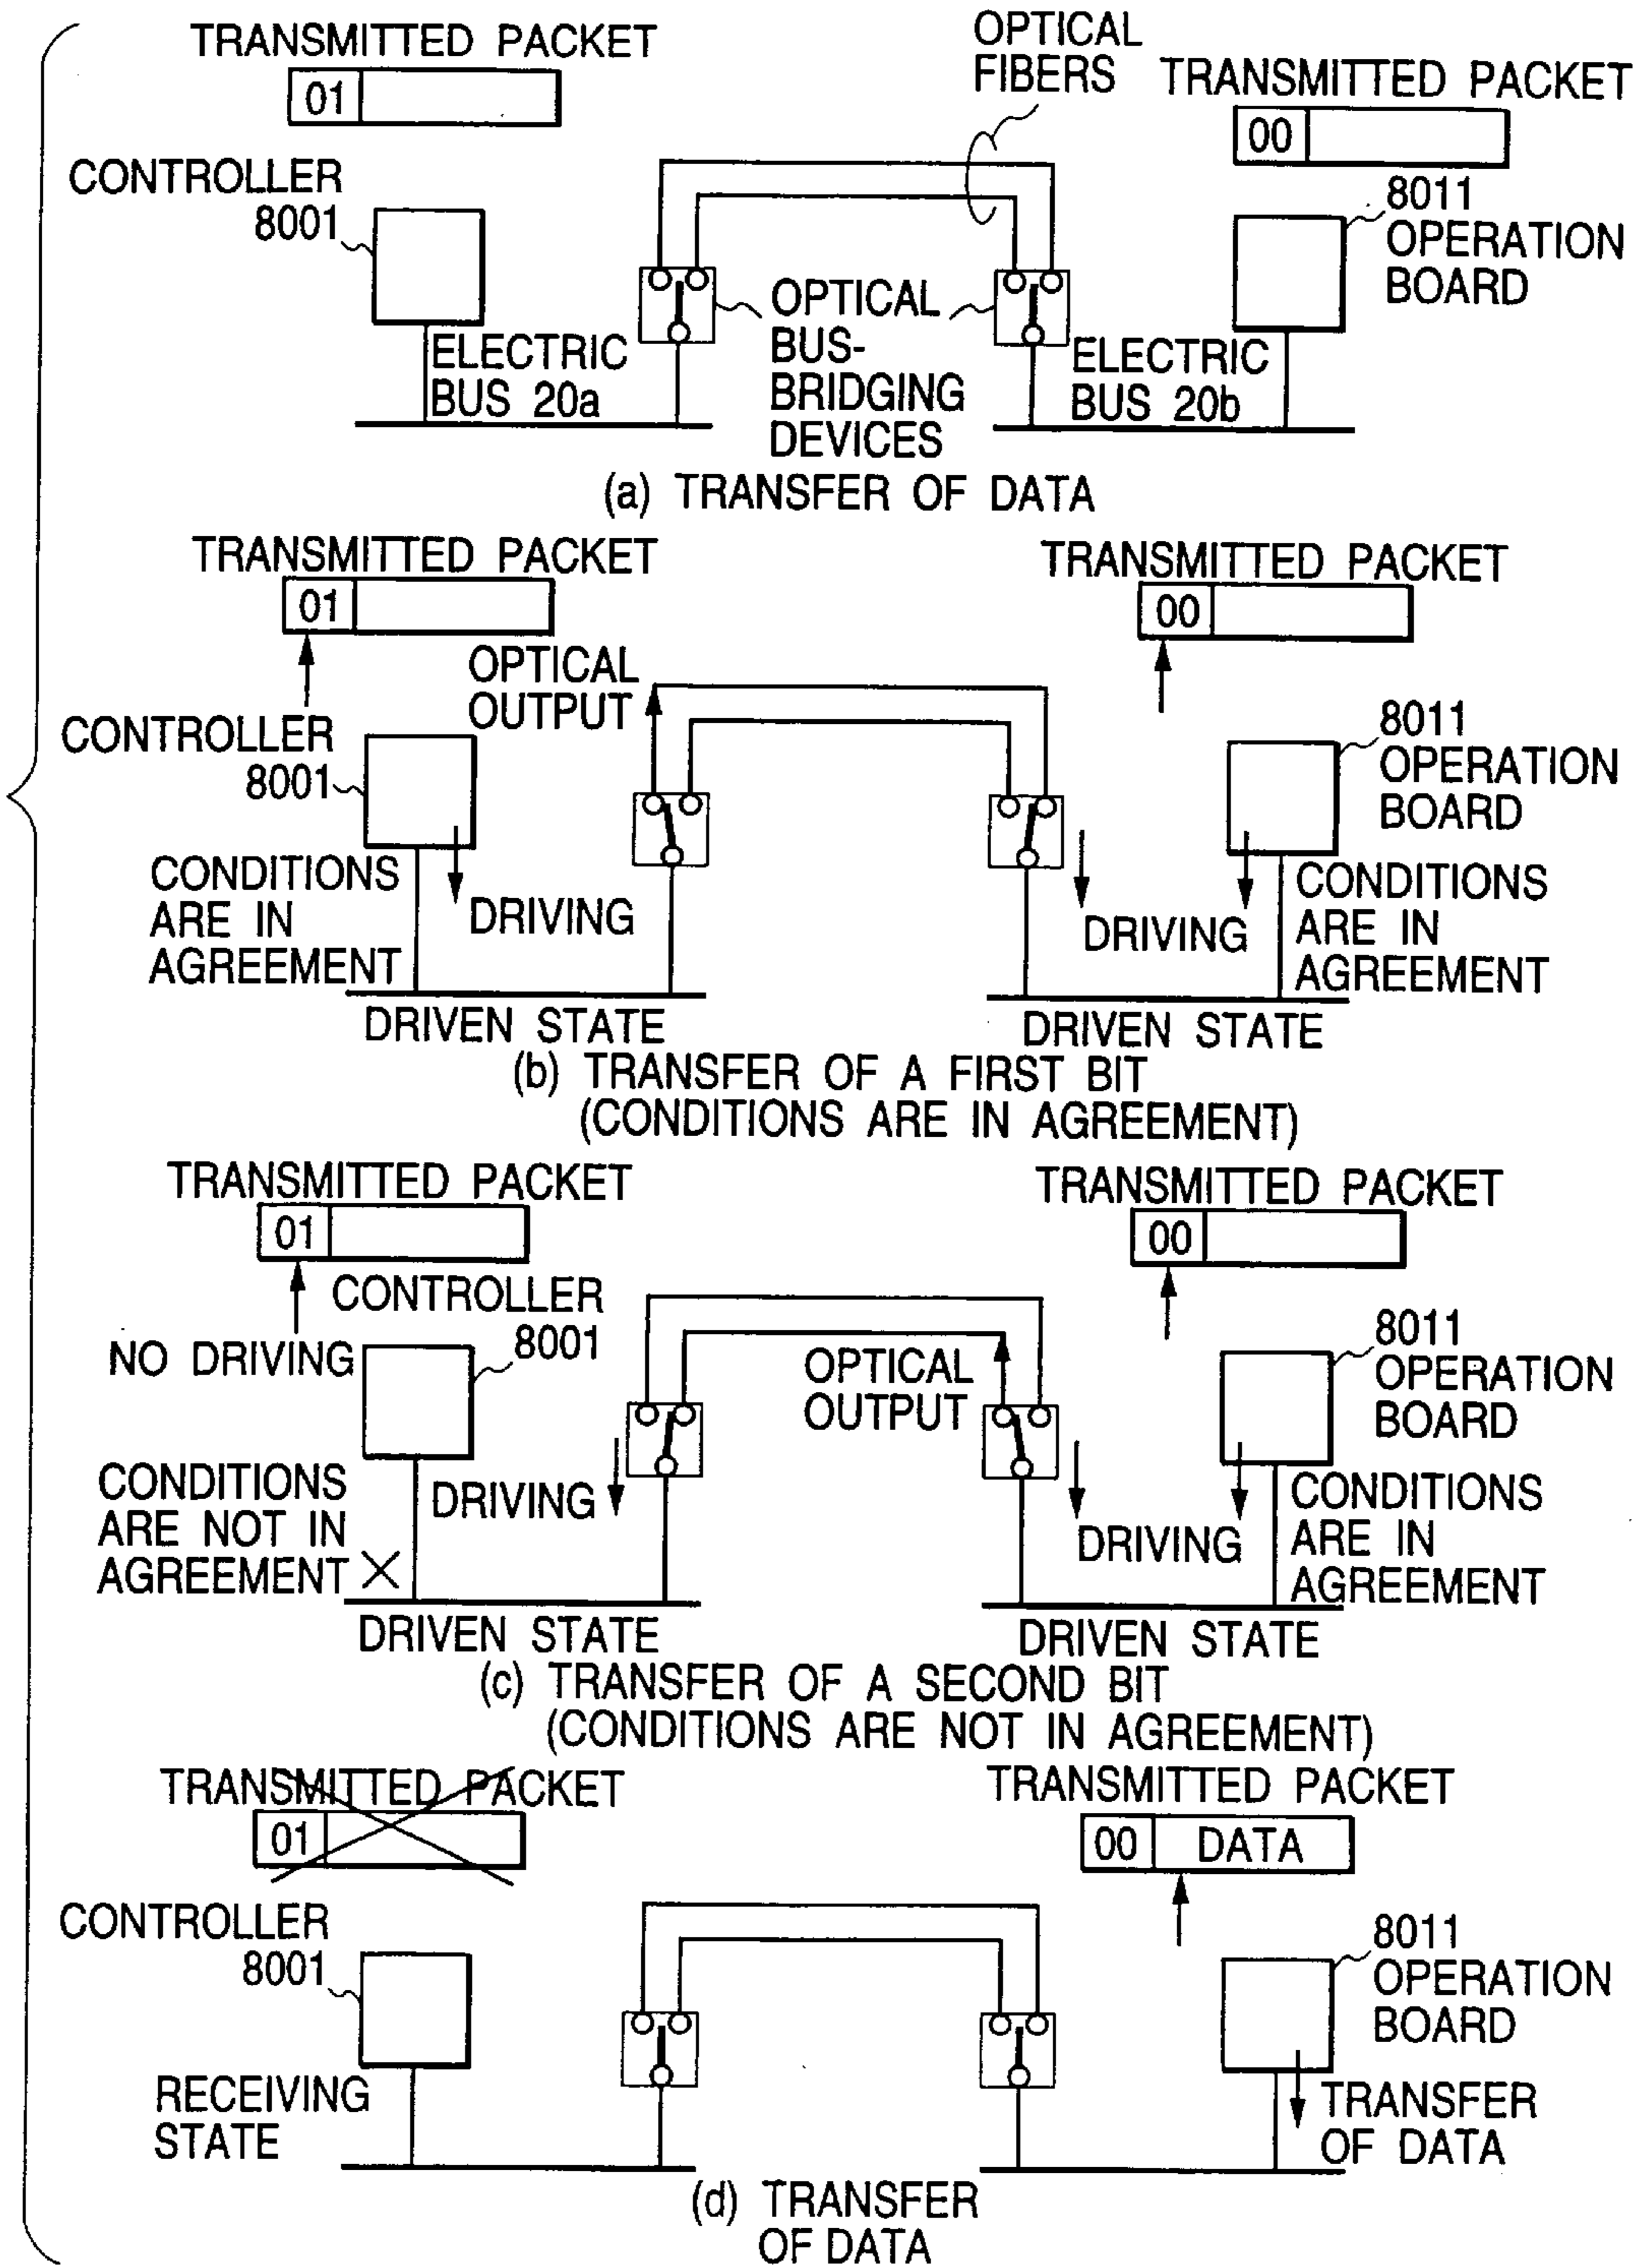 TRANSMITTED PACKET
01
OPTICAL
FIBERS
TRANSMITTED PACKET
00
CONTROLLER
8001
8011
OPERATION
BOARD
ELECTRIC
BUS 20a
OPTICAL
BUS-
BRIDGING
DEVICES
ELECTRIC
BUS 20b
(a) TRANSFER OF DATA
TRANSMITTED PACKET
01
TRANSMITTED PACKET
00
OPTICAL
OUTPUT
CONTROLLER
8001
8011
OPERATION
BOARD
CONDITIONS
ARE IN
AGREEMENT
DRIVING
DRIVING
CONDITIONS
ARE IN
AGREEMENT
DRIVEN STATE
DRIVEN STATE
(b) TRANSFER OF A FIRST BIT
(CONDITIONS ARE IN AGREEMENT)
TRANSMITTED PACKET
01
TRANSMITTED PACKET
00
CONTROLLER
8001
NO DRIVING
OPTICAL
OUTPUT
8011
OPERATION
BOARD
CONDITIONS
ARE NOT IN
AGREEMENT
DRIVING
DRIVING
CONDITIONS
ARE IN
AGREEMENT
DRIVEN STATE
DRIVEN STATE
(c) TRANSFER OF A SECOND BIT
(CONDITIONS ARE NOT IN AGREEMENT)
TRANSMITTED PACKET
01
TRANSMITTED PACKET
00 DATA
CONTROLLER
8001
8011
OPERATION
BOARD
RECEIVING
STATE
TRANSFER
OF DATA
(d) TRANSFER
OF DATA